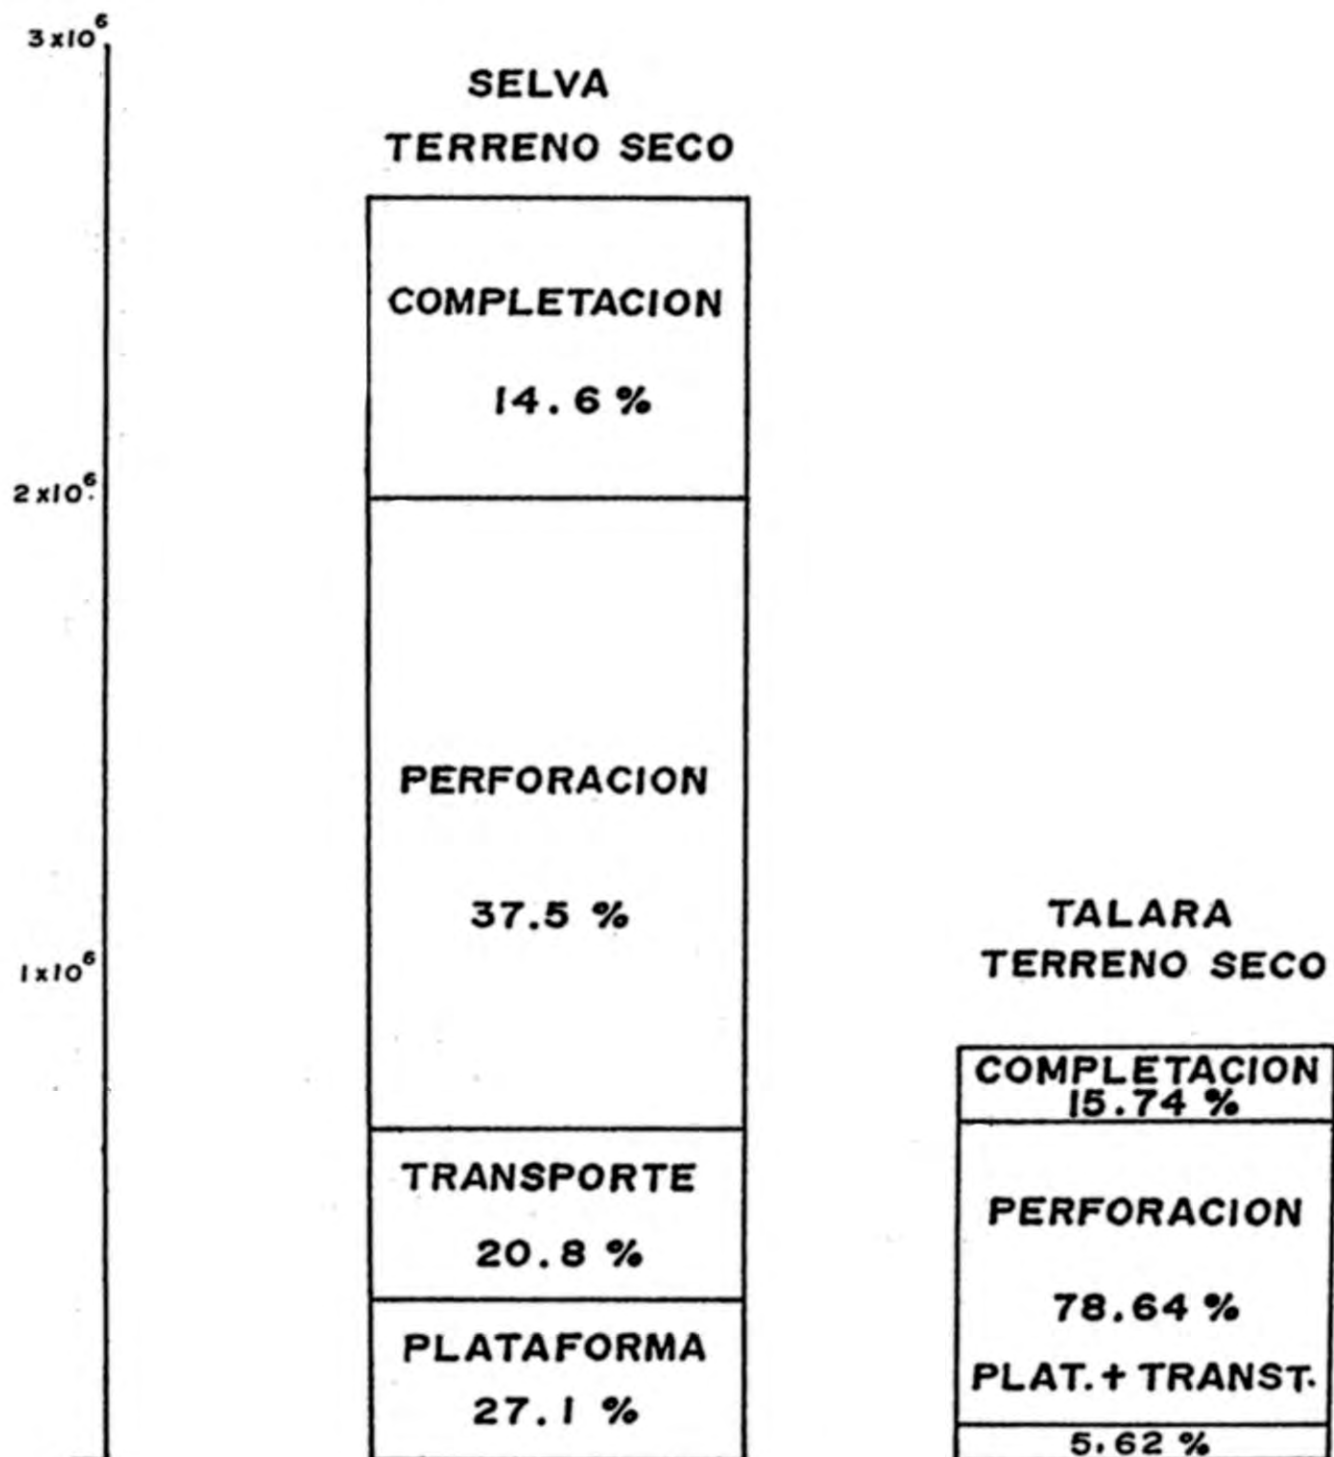 3x10⁶
2x10⁶
1x10⁶
SELVA
TERRENO SECO
COMPLETACION
14.6 %
PERFORACION
37.5 %
TRANSPORTE
20.8 %
PLATAFORMA
27.1 %
TALARA
TERRENO SECO
COMPLETACION
15.74 %
PERFORACION
78.64 %
PLAT.+ TRANST.
5.62 %